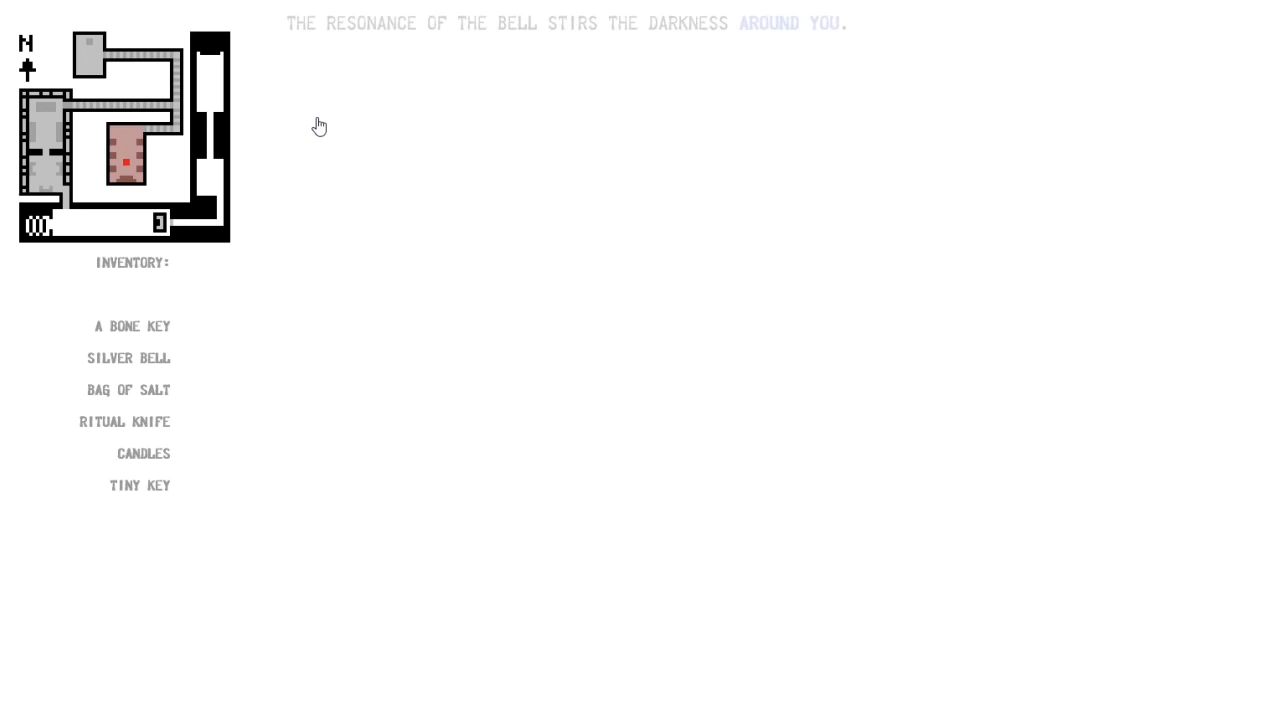 THE RESONANCE OF THE BELL STIRS THE DARKNESS AROUND YOU.
N
INVENTORY:
A BONE KEY
SILVER BELL
BAG OF SALT
RITUAL KNIFE
CANDLES
TINY KEY